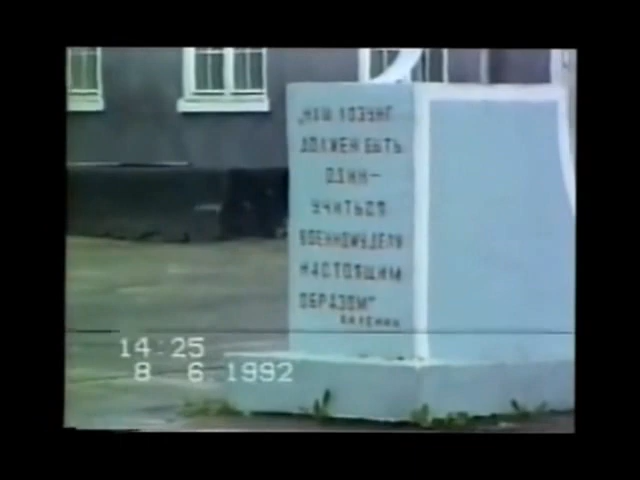 „НАШ ЛОЗУНГ
ДОЛЖЕН БЫТЬ
ОДИН —
УЧИТЬСЯ
ВОЕННОМУ ДЕЛУ
НАСТОЯЩИМ
ОБРАЗОМ"
В.И. ЛЕНИН
14:25
8 6 1992